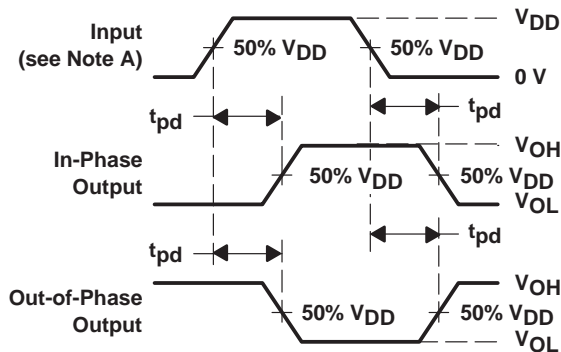 VDD
Input
(see Note A)
50% VDD
50% VDD
0 V
tpd
tpd
VOH
In-Phase
Output
50% VDD
50% VDD
VOL
tpd
tpd
VOH
Out-of-Phase
Output
50% VDD
50% VDD
VOL